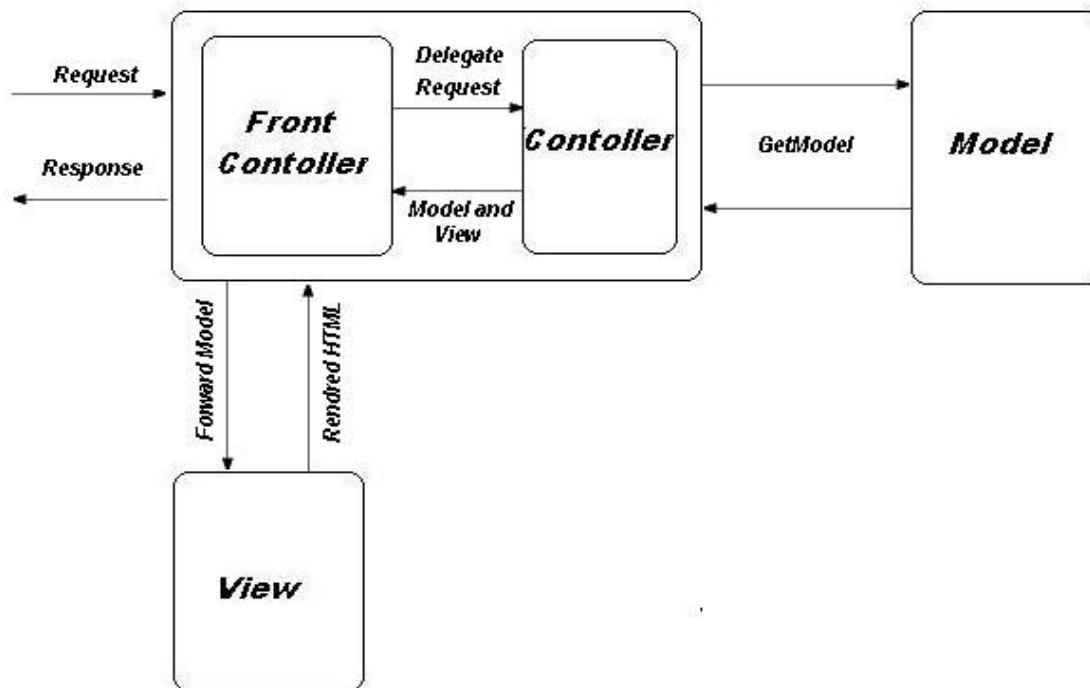 Request
Response
Front
Contoller
Delegate
Request
Model and
View
Contoller
GetModel
Model
Forward Model
Rendred HTML
View